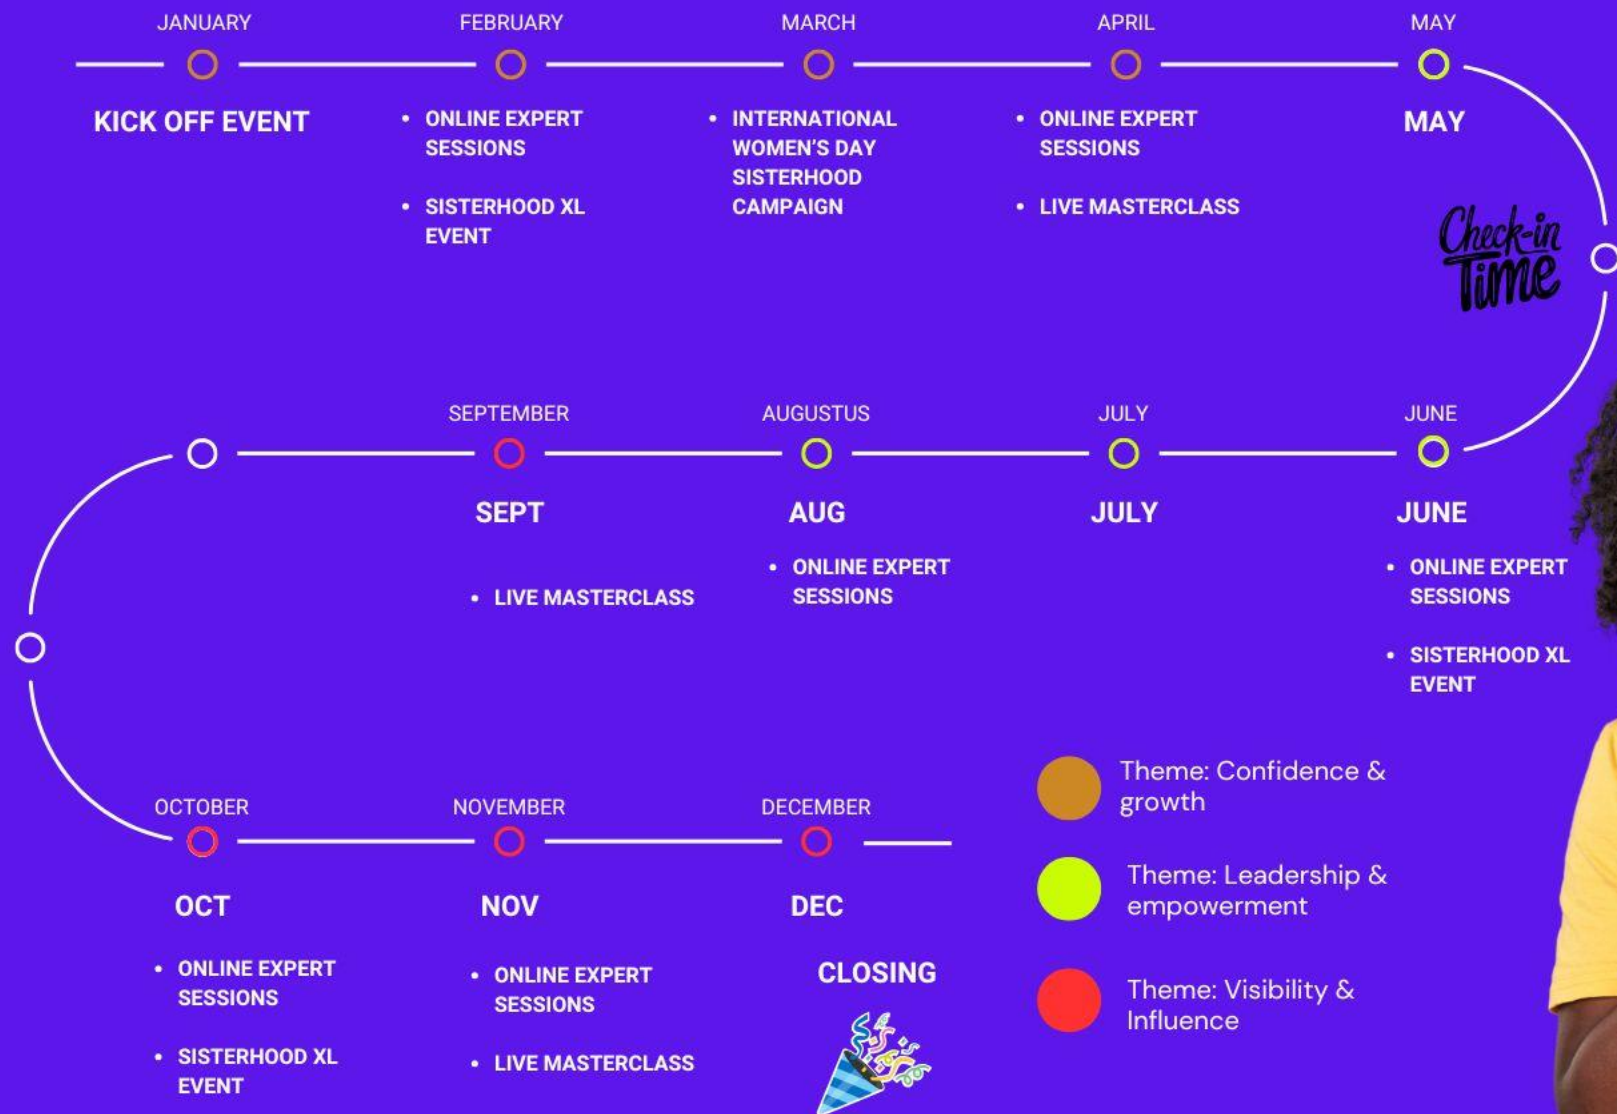 JANUARY
FEBRUARY
MARCH
APRIL
MAY
KICK OFF EVENT
• ONLINE EXPERT
SESSIONS
• SISTERHOOD XL
EVENT
• INTERNATIONAL
WOMEN'S DAY
SISTERHOOD
CAMPAIGN
• ONLINE EXPERT
SESSIONS
• LIVE MASTERCLASS
MAY
Check-in
Time
SEPTEMBER
AUGUSTUS
JULY
JUNE
SEPT
• LIVE MASTERCLASS
AUG
• ONLINE EXPERT
SESSIONS
JULY
JUNE
• ONLINE EXPERT
SESSIONS
• SISTERHOOD XL
EVENT
OCTOBER
NOVEMBER
DECEMBER
OCT
• ONLINE EXPERT
SESSIONS
• SISTERHOOD XL
EVENT
NOV
• ONLINE EXPERT
SESSIONS
• LIVE MASTERCLASS
DEC
CLOSING
Theme: Confidence &
growth
Theme: Leadership &
empowerment
Theme: Visibility &
Influence